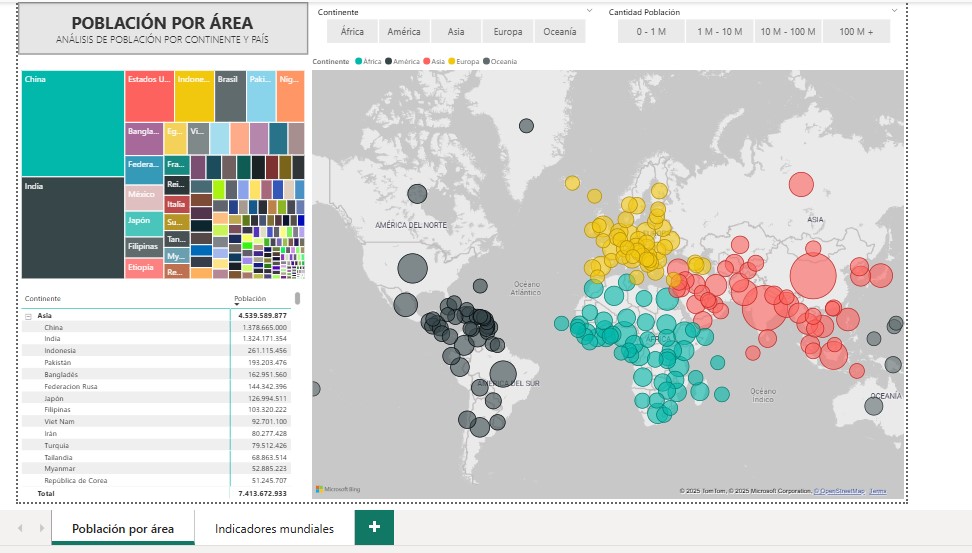 POBLACIÓN POR ÁREA
ANÁLISIS DE POBLACIÓN POR CONTINENTE Y PAÍS
Continente
África América Asia Europa Oceanía
Cantidad Población
0 - 1 M 1 M - 10 M 10 M - 100 M 100 M +
China
Estados U...
Indone...
Brasil
Paki...
Nig...
Bangla...
Eg...
Vi...
Federa...
Fra...
Rei...
México
Italia
Japón
Su...
Filipinas
Tan...
My...
Etiopía
Re...
India
Continente África América Asia Europa Oceanía
AMÉRICA DEL NORTE
Océano
Atlántico
AMÉRICA DEL SUR
EUROPA
ÁFRICA
ASIA
Océano
Índico
OCEANÍA
Microsoft Bing
© 2025 TomTom, © 2025 Microsoft Corporation, © OpenStreetMap Terms
Continente Población
Asia 4.539.589.877
China 1.378.665.000
India 1.324.171.354
Indonesia 261.115.456
Pakistán 193.203.476
Bangladés 162.951.560
Federacion Rusa 144.342.396
Japón 126.994.511
Filipinas 103.320.222
Viet Nam 92.701.100
Irán 80.277.428
Turquía 79.512.426
Tailandia 68.863.514
Myanmar 52.885.223
República de Corea 51.245.707
Total 7.413.672.933
Población por área
Indicadores mundiales
+